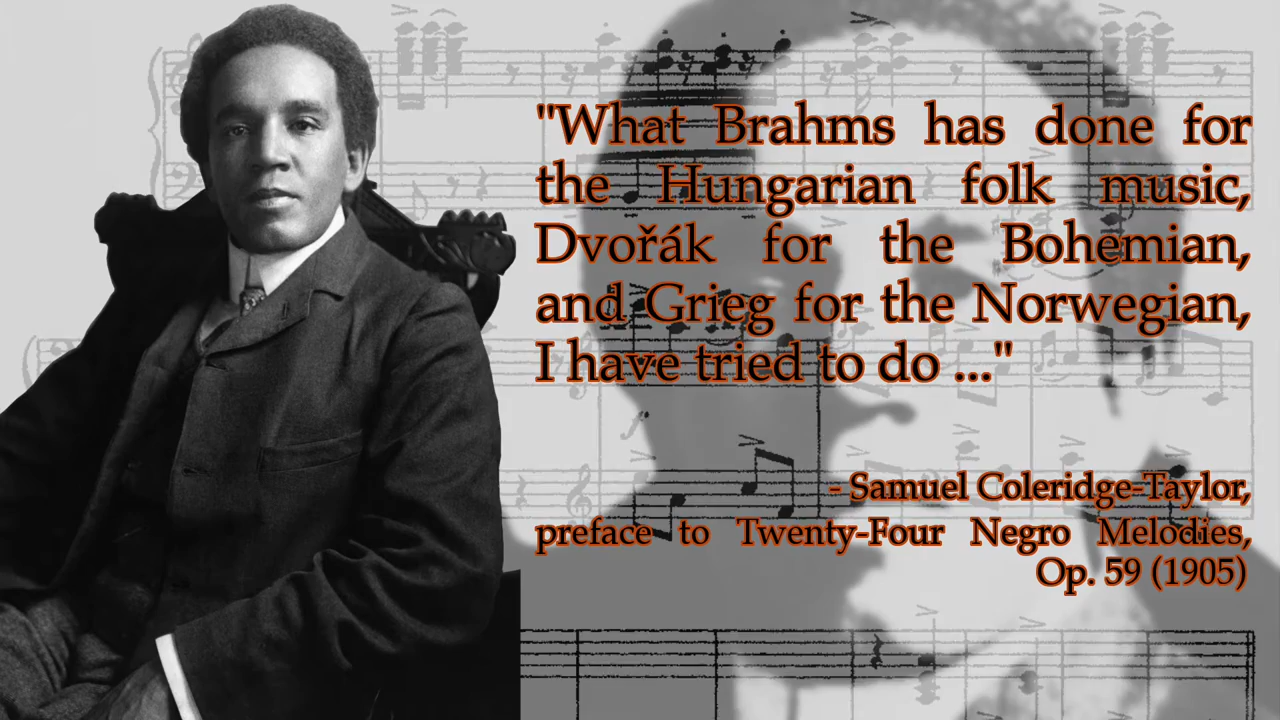 "What Brahms has done for
the Hungarian folk music,
Dvořák for the Bohemian,
and Grieg for the Norwegian,
I have tried to do ..."
- Samuel Coleridge-Taylor,
preface to Twenty-Four Negro Melodies,
Op. 59 (1905)